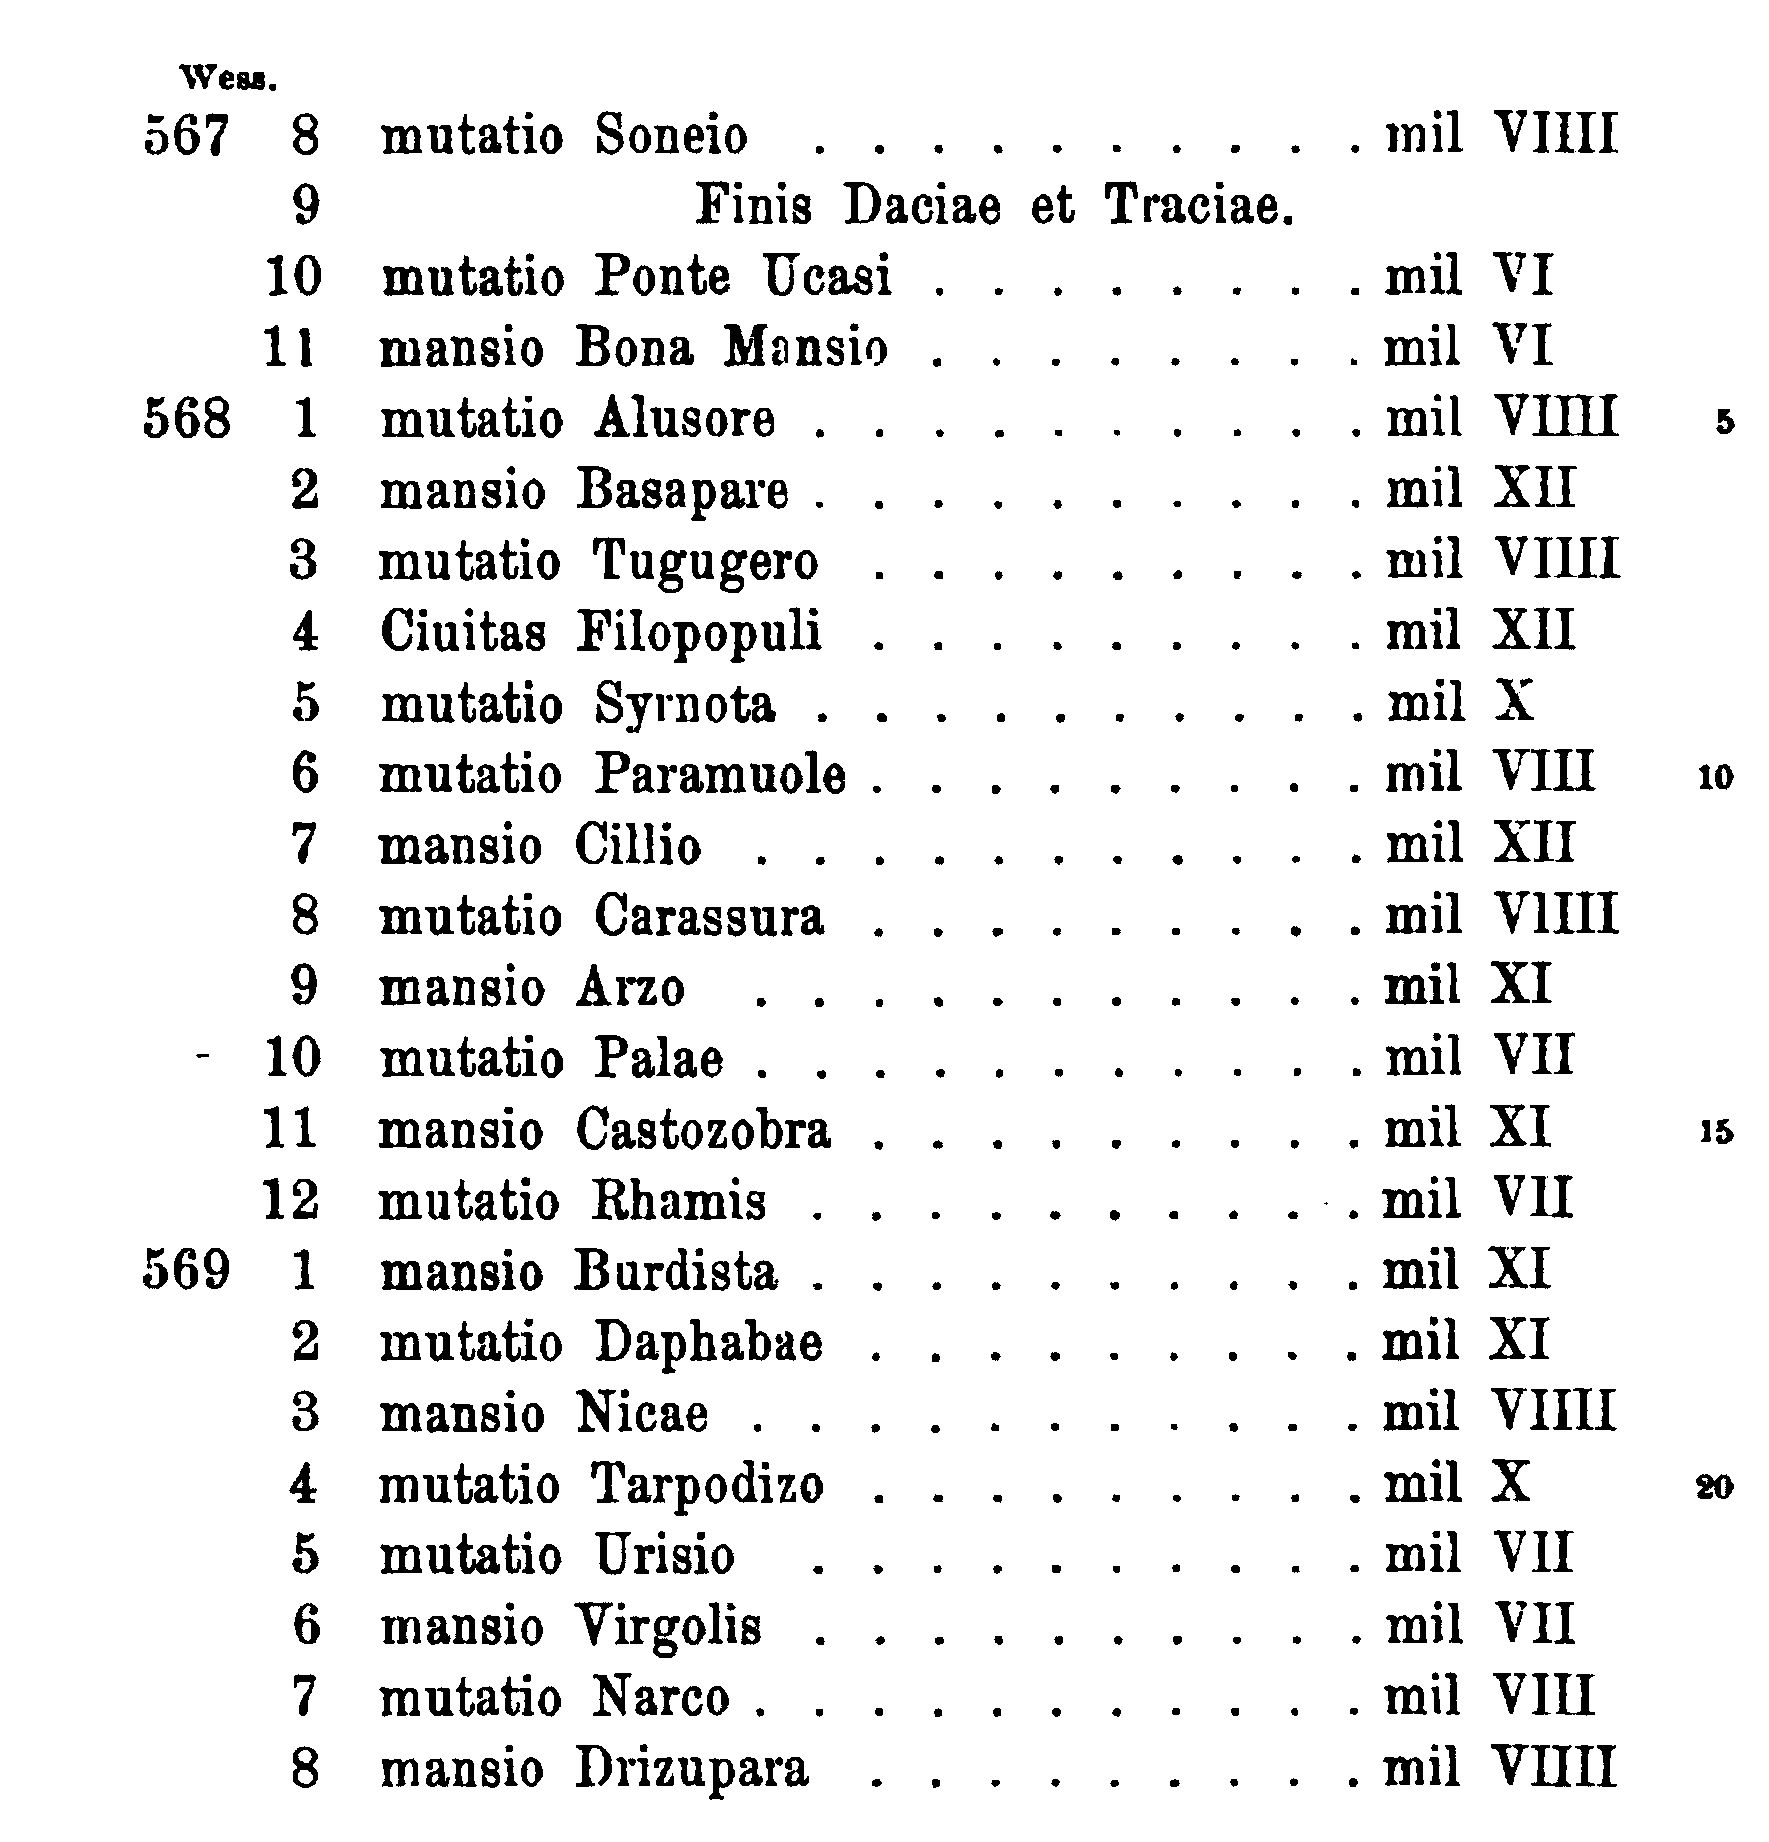 Wess.
567 8 mutatio Soneio . . . . . . . . . . mil VIIII
9 Finis Daciae et Traciae.
10 mutatio Ponte Ucasi . . . . . . . . mil VI
11 mansio Bona Mansio . . . . . . . . mil VI
568 1 mutatio Alusore . . . . . . . . . . mil VIIII 5
2 mansio Basapare . . . . . . . . . . mil XII
3 mutatio Tugugero . . . . . . . . . mil VIIII
4 Ciuitas Filopopuli . . . . . . . . . mil XII
5 mutatio Syrnota . . . . . . . . . . mil X
6 mutatio Paramuole . . . . . . . . . mil VIII 10
7 mansio Cillio . . . . . . . . . . . mil XII
8 mutatio Carassura . . . . . . . . . mil VIIII
9 mansio Arzo . . . . . . . . . . . mil XI
10 mutatio Palae . . . . . . . . . . . mil VII
11 mansio Castozobra . . . . . . . . . mil XI 15
12 mutatio Rhamis . . . . . . . . . . mil VII
569 1 mansio Burdista . . . . . . . . . . mil XI
2 mutatio Daphabae . . . . . . . . . mil XI
3 mansio Nicae . . . . . . . . . . . mil VIIII
4 mutatio Tarpodizo . . . . . . . . . mil X 20
5 mutatio Urisio . . . . . . . . . . mil VII
6 mansio Virgolis . . . . . . . . . . mil VII
7 mutatio Narco . . . . . . . . . . . mil VIII
8 mansio Drizupara . . . . . . . . . mil VIIII